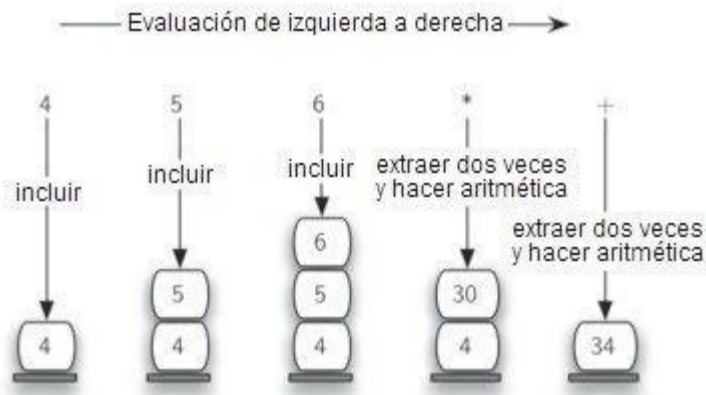 Evaluación de izquierda a derecha
4 5 6 * +
incluir
incluir
incluir
extraer dos veces
y hacer aritmética
extraer dos veces
y hacer aritmética
6
5 5 30
4 4 4 4 34